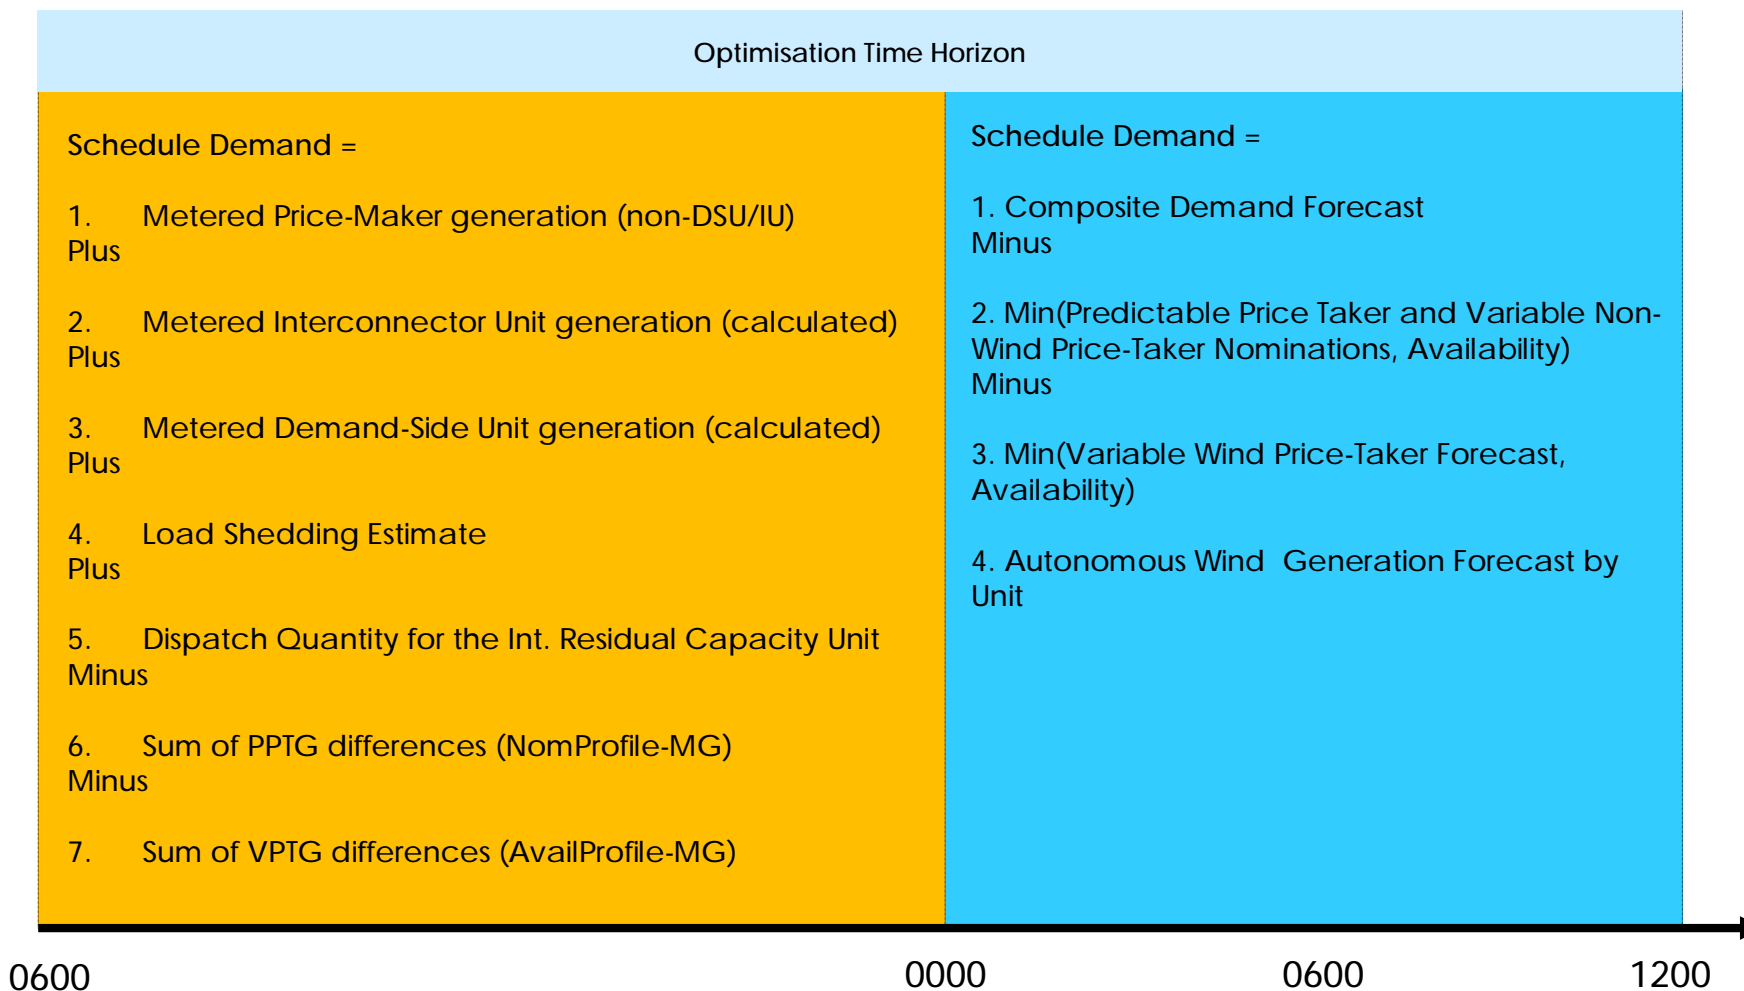 Optimisation Time Horizon
Schedule Demand =
1. Metered Price-Maker generation (non-DSU/IU)
Plus
2. Metered Interconnector Unit generation (calculated)
Plus
3. Metered Demand-Side Unit generation (calculated)
Plus
4. Load Shedding Estimate
Plus
5. Dispatch Quantity for the Int. Residual Capacity Unit
Minus
6. Sum of PPTG differences (NomProfile-MG)
Minus
7. Sum of VPTG differences (AvailProfile-MG)
Schedule Demand =
1. Composite Demand Forecast
Minus
2. Min(Predictable Price Taker and Variable Non-
Wind Price-Taker Nominations, Availability)
Minus
3. Min(Variable Wind Price-Taker Forecast,
Availability)
4. Autonomous Wind Generation Forecast by
Unit
0600
0000
0600
1200